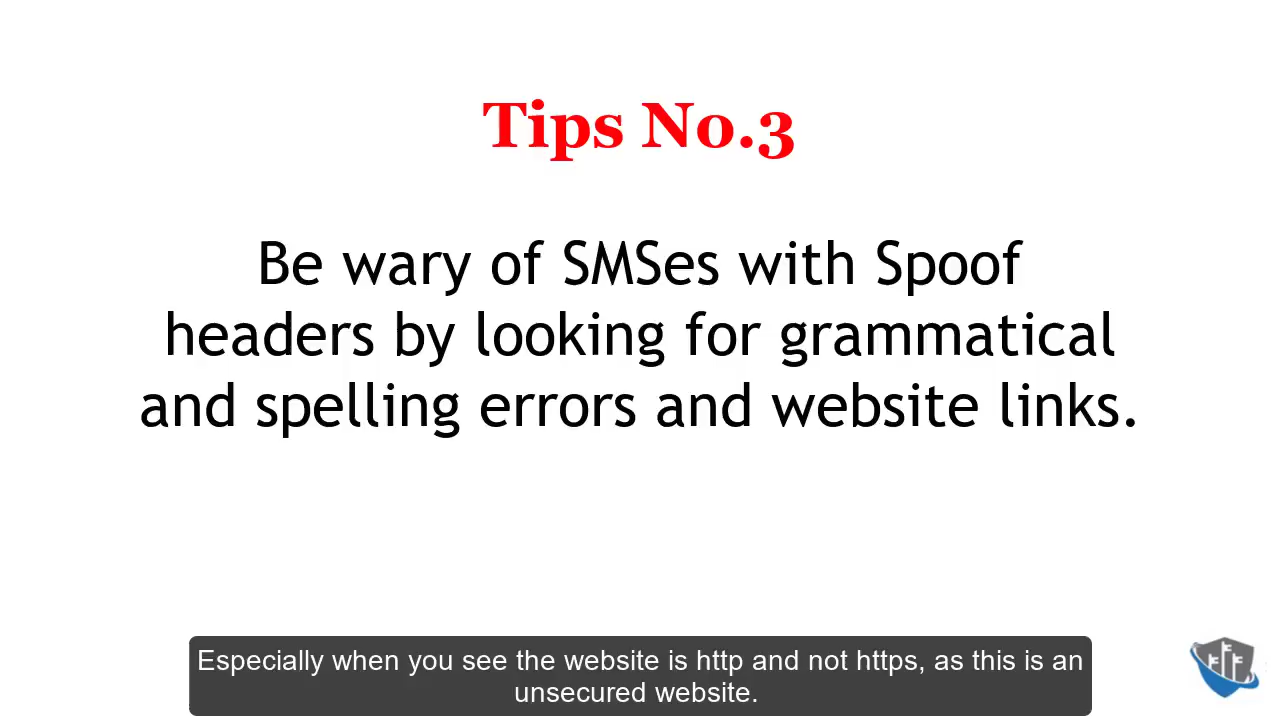 Tips No.3
Be wary of SMSes with Spoof
headers by looking for grammatical
and spelling errors and website links.
Especially when you see the website is http and not https, as this is an
unsecured website.